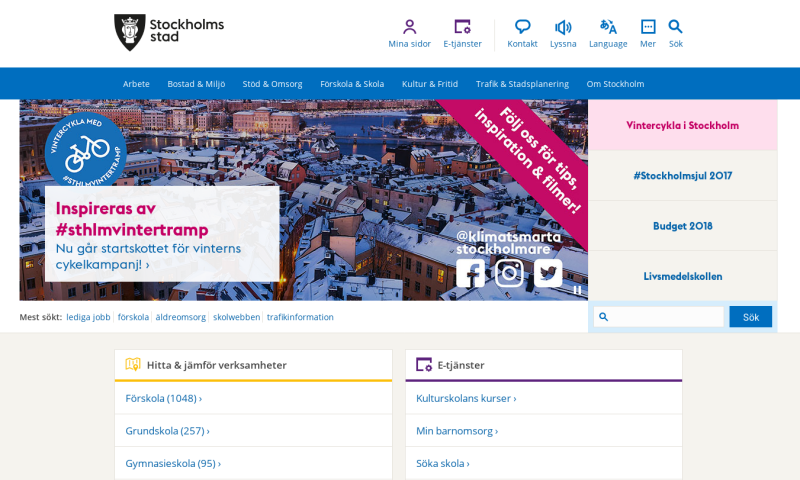 Stockholms
stad
Mina sidor
E-tjänster
Kontakt
Lyssna
Language
Mer
Sök
Arbete
Bostad & Miljö
Stöd & Omsorg
Förskola & Skola
Kultur & Fritid
Trafik & Stadsplanering
Om Stockholm
VINTERCYKLA MED
#STHLMVINTERTRAMP
Inspireras av
#sthlmvintertramp
Nu går startskottet för vinterns
cykelkampanj! ›
Följ oss för tips,
inspiration & filmer!
@klimatsmarta
stockholmare
Vintercykla i Stockholm
#Stockholmsjul 2017
Budget 2018
Livsmedelskollen
Mest sökt: lediga jobb förskola äldreomsorg skolwebben trafikinformation
Sök
Hitta & jämför verksamheter
Förskola (1048) ›
Grundskola (257) ›
Gymnasieskola (95) ›
E-tjänster
Kulturskolans kurser ›
Min barnomsorg ›
Söka skola ›